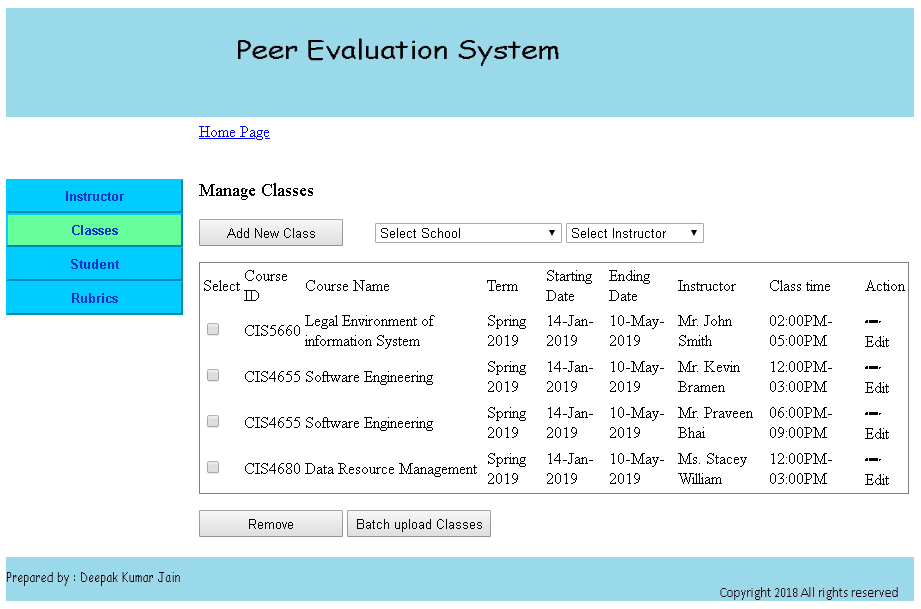 Peer Evaluation System
Home Page
Instructor
Classes
Student
Rubrics
Manage Classes
Add New Class Select School Select Instructor
Select Course ID Course Name Term Starting Date Ending Date Instructor Class time Action
CIS5660 Legal Environment of information System Spring 2019 14-Jan-2019 10-May-2019 Mr. John Smith 02:00PM-05:00PM Edit
CIS4655 Software Engineering Spring 2019 14-Jan-2019 10-May-2019 Mr. Kevin Bramen 12:00PM-03:00PM Edit
CIS4655 Software Engineering Spring 2019 14-Jan-2019 10-May-2019 Mr. Praveen Bhai 06:00PM-09:00PM Edit
CIS4680 Data Resource Management Spring 2019 14-Jan-2019 10-May-2019 Ms. Stacey William 12:00PM-03:00PM Edit
Remove Batch upload Classes
Prepared by : Deepak Kumar Jain
Copyright 2018 All rights reserved